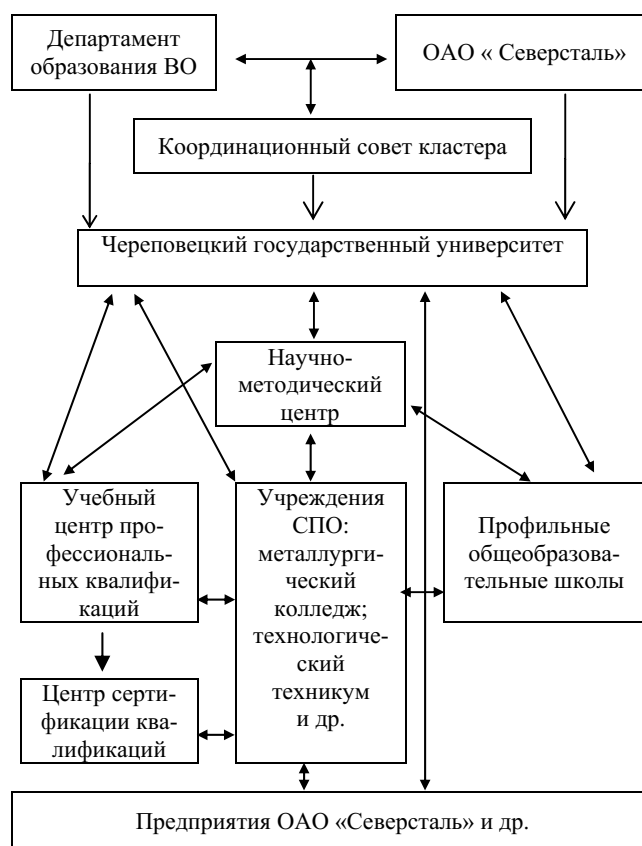 Департамент
образования ВО
ОАО « Северсталь»
Координационный совет кластера
Череповецкий государственный университет
Научно-
методический
центр
Учебный
центр про-
фессиональ-
ных квалифи-
каций
Учреждения
СПО:
металлурги-
ческий
колледж;
технологиче-
ский
техникум
и др.
Профильные
общеобразова-
тельные школы
Центр серти-
фикации ква-
лификаций
Предприятия ОАО «Северсталь» и др.